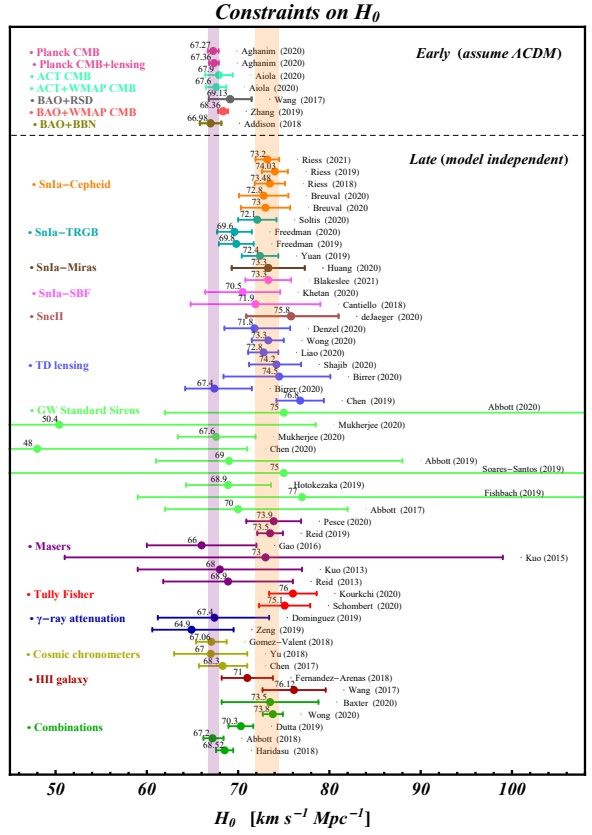 Constraints on H₀
Early (assume ΛCDM)
• Planck CMB 67.27 Aghanim (2020)
• Planck CMB+lensing 67.36 Aghanim (2020)
• ACT CMB 67.9 Aiola (2020)
• ACT+WMAP CMB 67.6 Aiola (2020)
• BAO+RSD 69.13 Wang (2017)
• BAO+WMAP CMB 68.36 Zhang (2019)
• BAO+BBN 66.98 Addison (2018
Late (model independent)
73.2 Riess (2021)
74.03 Riess (2019)
• SnIa−Cepheid 73.48 Riess (2018)
72.8 Breuval (2020)
73 Breuval (2020)
72.1 Soltis (2020)
• SnIa−TRGB 69.6 Freedman (2020)
69.8 Freedman (2019)
72.4 Yuan (2019)
• SnIa−Miras 73.3 Huang (2020)
73.3 Blakeslee (2021)
• SnIa−SBF 70.5 Khetan (2020)
71.9 Cantiello (2018)
• SneII 75.8 deJaeger (2020)
71.8 Denzel (2020)
73.3 Wong (2020)
72.8 Liao (2020)
• TD lensing 74.2 Shajib (2020)
74.5 Birrer (2020)
67.4 Birrer (2020)
76.8 Chen (2019)
• GW Standard Sirens 75 Abbott (2020)
50.4 Mukherjee (2020)
67.6 Mukherjee (2020)
48 Chen (2020)
69 Abbott (2019)
75 Soares−Santos (2019)
68.9 Hotokezaka (2019)
77 Fishbach (2019)
70 Abbott (2017)
73.9 Pesce (2020)
73.5 Reid (2019)
• Masers 66 Gao (2016)
73 Kuo (2015)
68 Kuo (2013)
68.9 Reid (2013)
• Tully Fisher 76 Kourkchi (2020)
75.1 Schombert (2020)
• γ−ray attenuation 67.4 Dominguez (2019)
64.9 Zeng (2019)
67.06 Gomez−Valent (2018)
• Cosmic chronometers 67 Yu (2018)
68.3 Chen (2017)
• HII galaxy 71 Fernandez−Arenas (2018)
76.12 Wang (2017)
73.5 Baxter (2020)
73.8 Wong (2020)
• Combinations 70.3 Dutta (2019)
67.2 Abbott (2018)
68.52 Haridasu (2018)
50 60 70 80 90 100
H₀ [km s⁻¹ Mpc⁻¹]